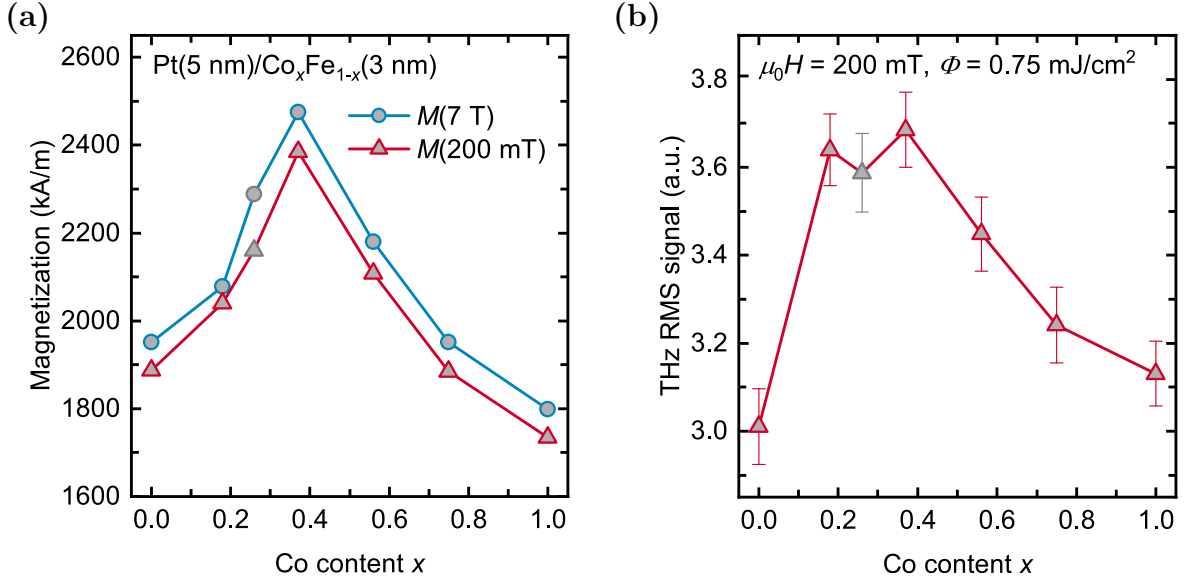 (a)
Pt(5 nm)/CoₓFe₁₋ₓ(3 nm)
M(7 T)
M(200 mT)
Magnetization (kA/m)
2600
2400
2200
2000
1800
1600
0.0 0.2 0.4 0.6 0.8 1.0
Co content x
(b)
μ₀H = 200 mT, Φ = 0.75 mJ/cm²
THz RMS signal (a.u.)
3.8
3.6
3.4
3.2
3.0
0.0 0.2 0.4 0.6 0.8 1.0
Co content x